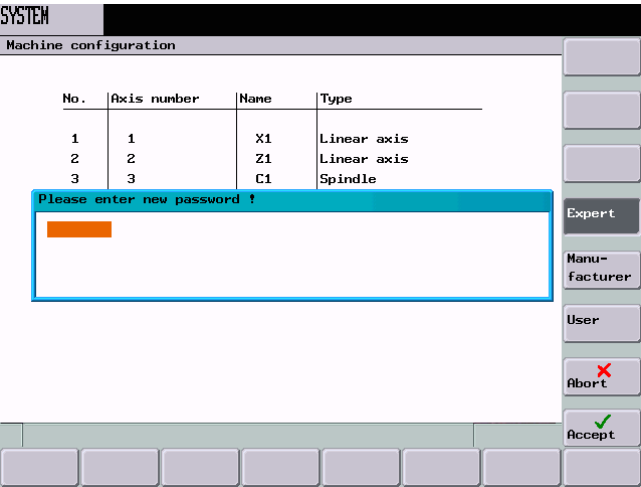 SYSTEM
Machine configuration
No. Axis number Name Type
1 1 X1 Linear axis
2 2 Z1 Linear axis
3 3 C1 Spindle
Please enter new password !
Expert
Manu-
facturer
User
Abort
Accept